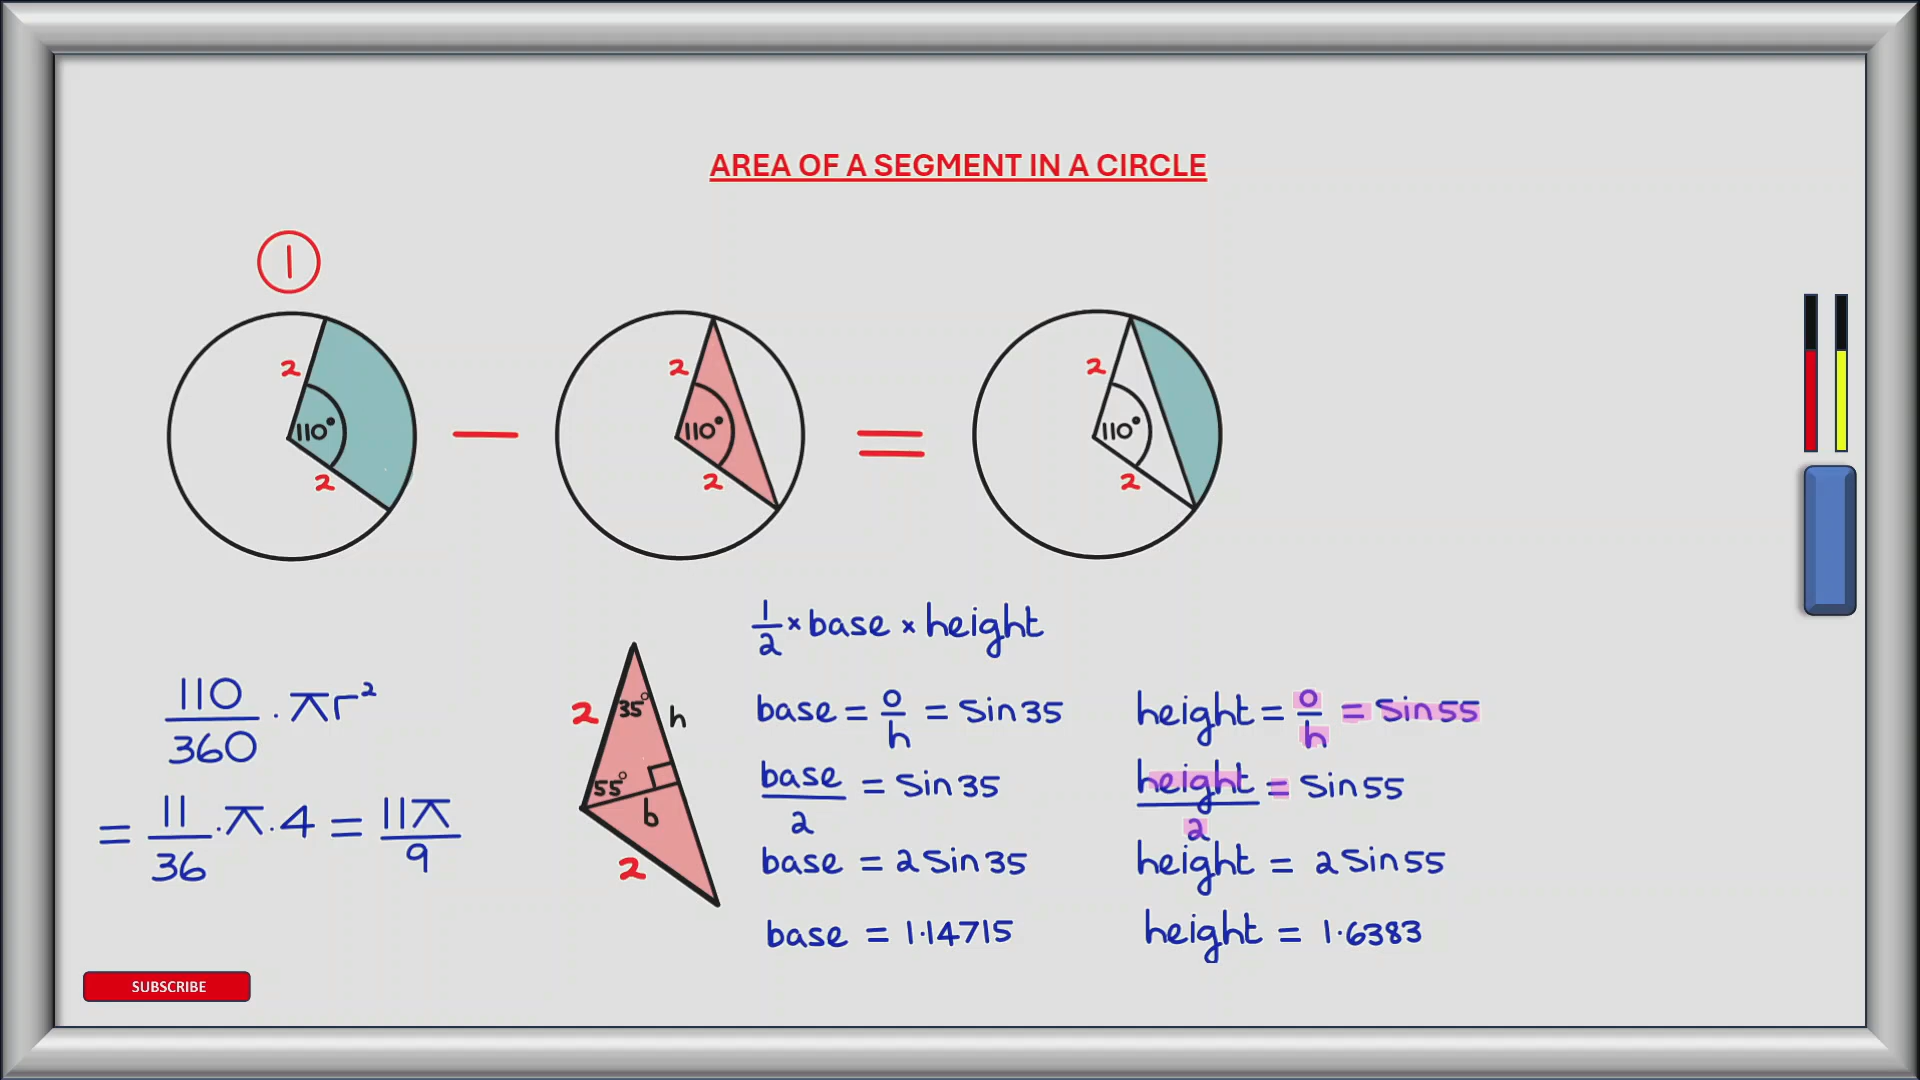 AREA OF A SEGMENT IN A CIRCLE
1
2
110°
2
—
2
110°
2
=
2
110°
2
110/360 · πr²
= 11/36 · π · 4 = 11π/9
2
35°
h
55°
b
2
1/2 × base × height
base = o/h = Sin35
base/2 = Sin35
base = 2Sin35
base = 1·14715
height = o/h = Sin55
height/2 = Sin55
height = 2Sin55
height = 1·6383
SUBSCRIBE